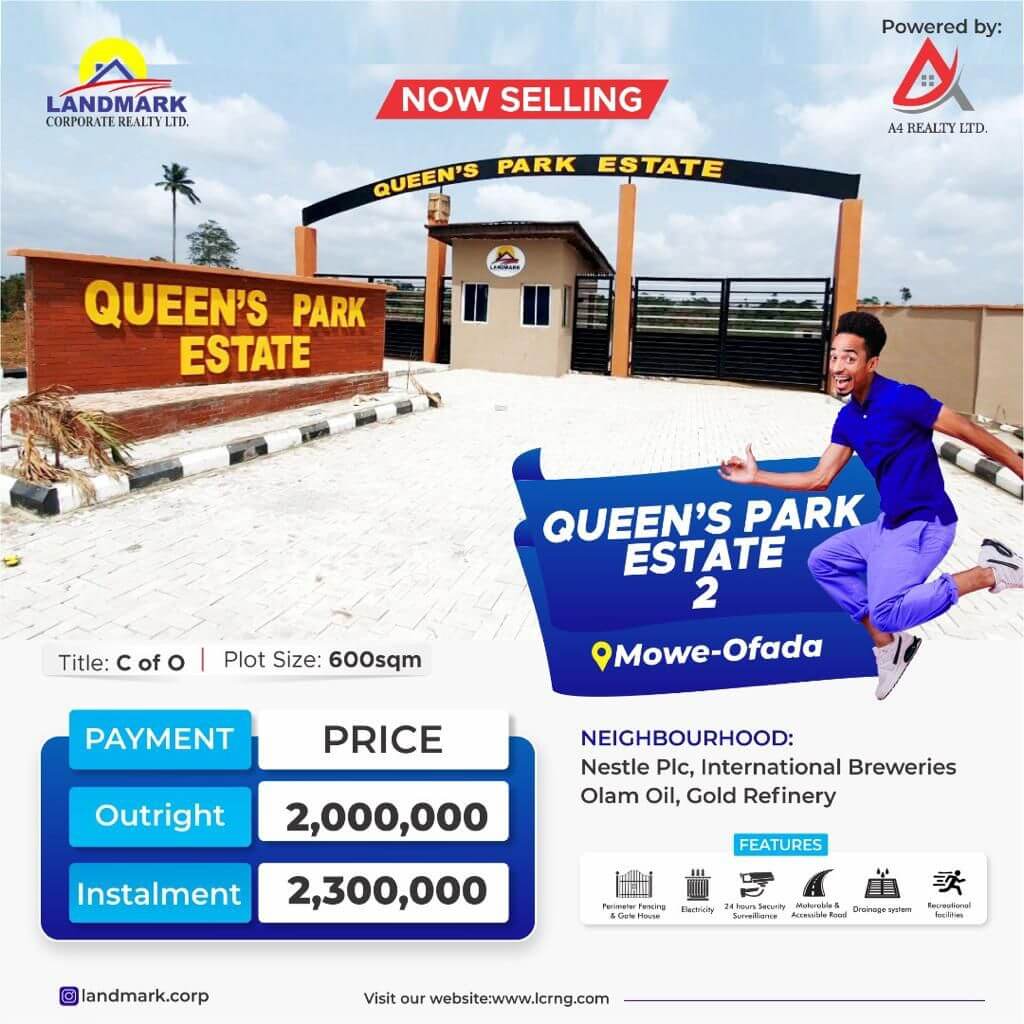 Powered by:
LANDMARK
CORPORATE REALTY LTD.
NOW SELLING
A4 REALTY LTD.
QUEEN'S PARK ESTATE
LANDMARK
QUEEN'S PARK
ESTATE
QUEEN'S PARK
ESTATE
2
Mowe-Ofada
Title: C of O | Plot Size: 600sqm
PAYMENT PRICE
Outright 2,000,000
Instalment 2,300,000
NEIGHBOURHOOD:
Nestle Plc, International Breweries
Olam Oil, Gold Refinery
FEATURES
Perimeter Fencing
& Gate House
Electricity
24 hours Security
Surveilliance
Motorable &
Accessible Road
Drainage system
Recreational
facilities
landmark.corp
Visit our website:www.lcrng.com